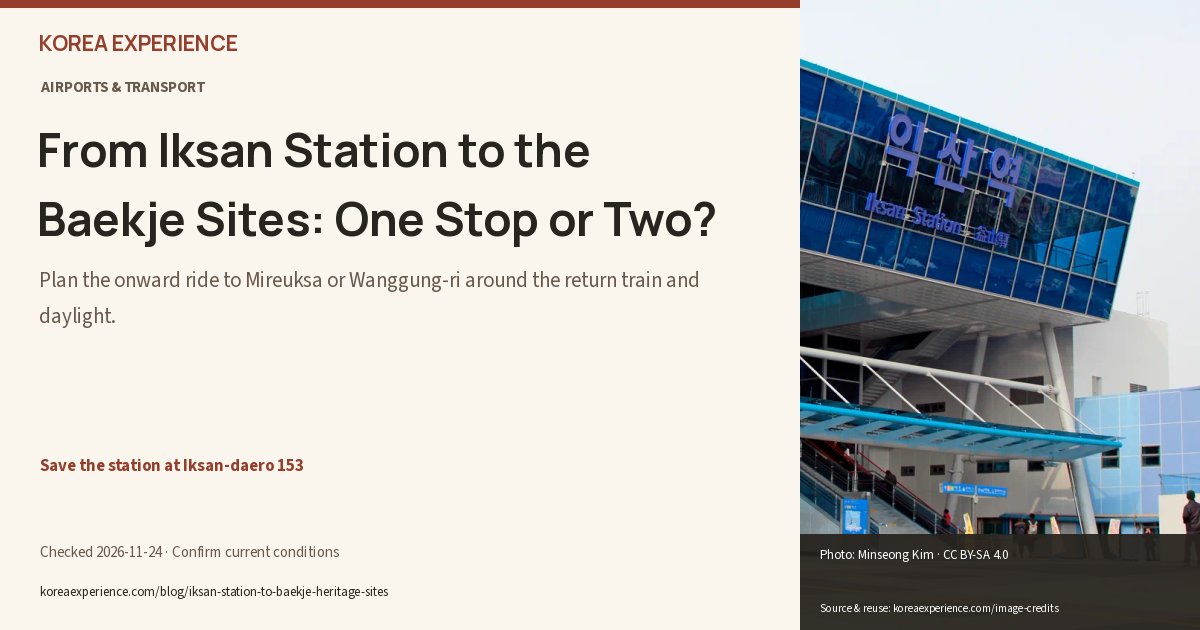 KOREA EXPERIENCE
AIRPORTS & TRANSPORT
From Iksan Station to the
Baekje Sites: One Stop or Two?
Plan the onward ride to Mireuksa or Wanggung-ri around the return train and
daylight.
Save the station at Iksan-daero 153
Checked 2026-11-24 · Confirm current conditions
koreaexperience.com/blog/iksan-station-to-baekje-heritage-sites
익산역
Iksan Station 益山驛
Photo: Minseong Kim · CC BY-SA 4.0
Source & reuse: koreaexperience.com/image-credits